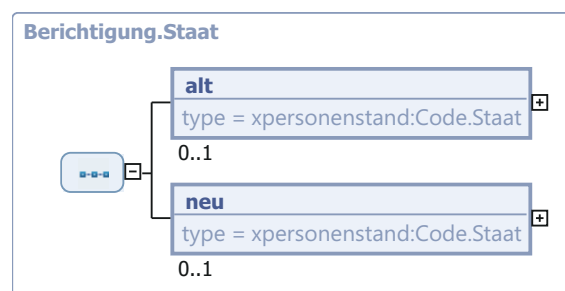 Berichtigung.Staat
alt
type = xpersonenstand:Code.Staat
0..1
neu
type = xpersonenstand:Code.Staat
0..1